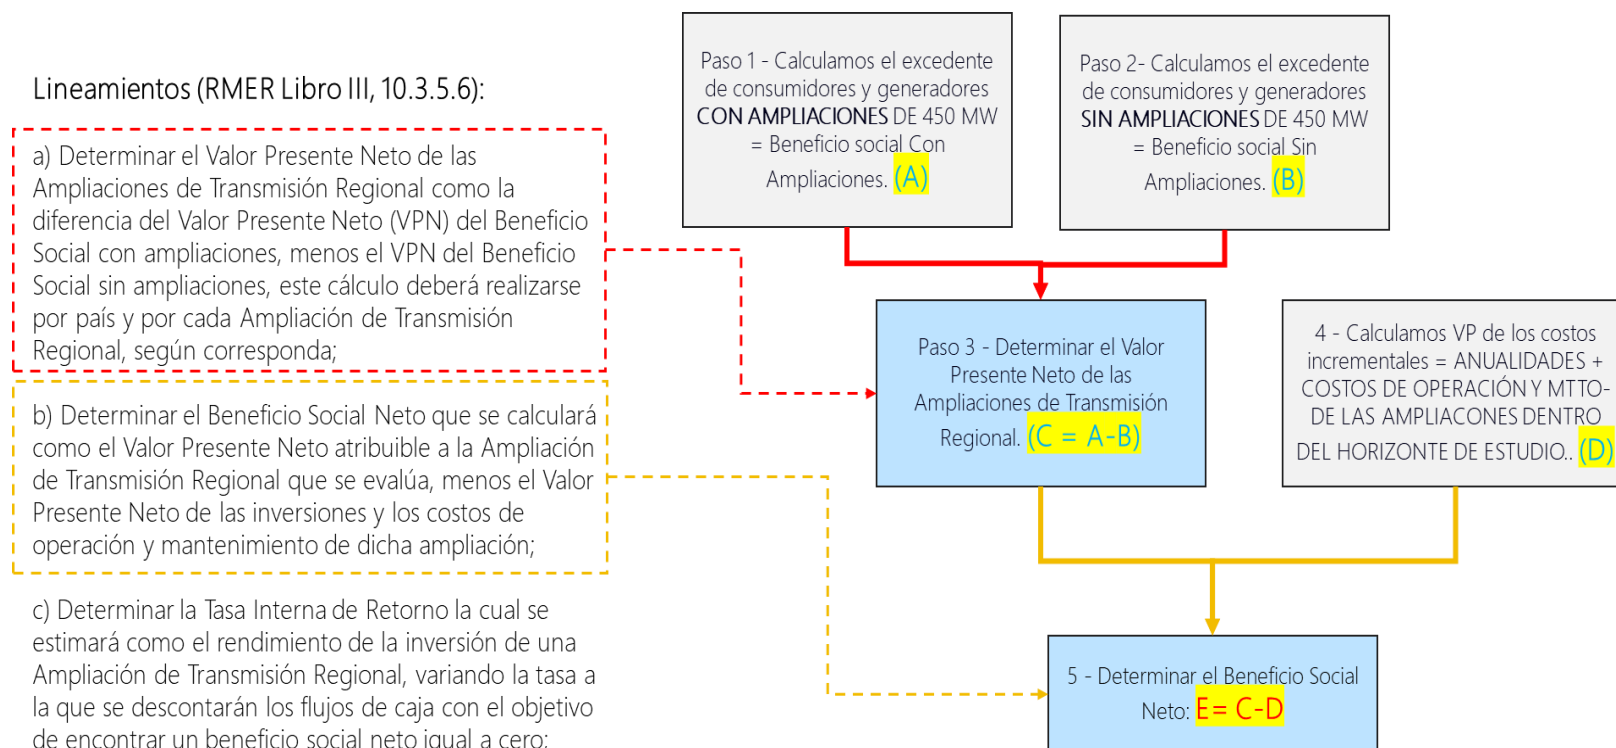 Lineamientos (RMER Libro III, 10.3.5.6):
a) Determinar el Valor Presente Neto de las
Ampliaciones de Transmisión Regional como la
diferencia del Valor Presente Neto (VPN) del Beneficio
Social con ampliaciones, menos el VPN del Beneficio
Social sin ampliaciones, este cálculo deberá realizarse
por país y por cada Ampliación de Transmisión
Regional, según corresponda;
b) Determinar el Beneficio Social Neto que se calculará
como el Valor Presente Neto atribuible a la Ampliación
de Transmisión Regional que se evalúa, menos el Valor
Presente Neto de las inversiones y los costos de
operación y mantenimiento de dicha ampliación;
c) Determinar la Tasa Interna de Retorno la cual se
estimará como el rendimiento de la inversión de una
Ampliación de Transmisión Regional, variando la tasa a
la que se descontarán los flujos de caja con el objetivo
de encontrar un beneficio social neto igual a cero;
Paso 1 - Calculamos el excedente
de consumidores y generadores
CON AMPLIACIONES DE 450 MW
= Beneficio social Con
Ampliaciones. (A)
Paso 2- Calculamos el excedente
de consumidores y generadores
SIN AMPLIACIONES DE 450 MW
= Beneficio social Sin
Ampliaciones. (B)
Paso 3 - Determinar el Valor
Presente Neto de las
Ampliaciones de Transmisión
Regional. (C = A-B)
4 - Calculamos VP de los costos
incrementales = ANUALIDADES +
COSTOS DE OPERACIÓN Y MTTO-
DE LAS AMPLIACONES DENTRO
DEL HORIZONTE DE ESTUDIO.. (D)
5 - Determinar el Beneficio Social
Neto: E= C-D